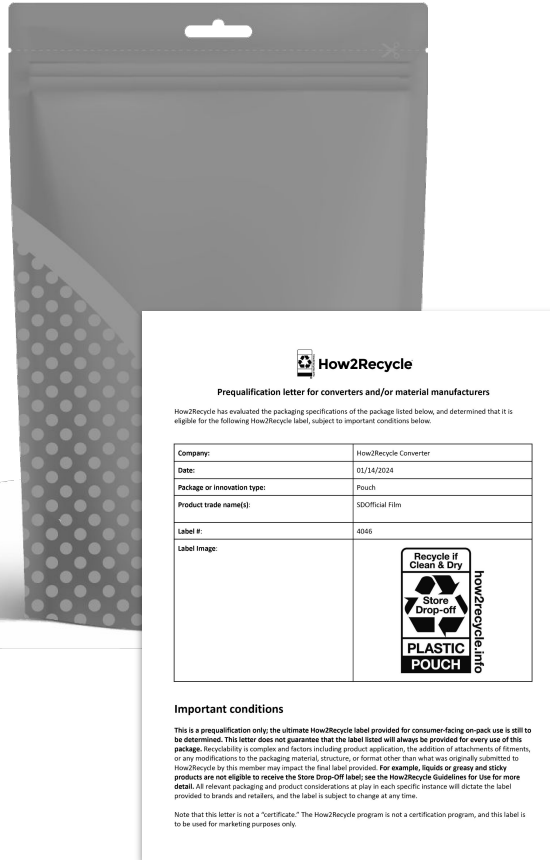 How2Recycle
Prequalification letter for converters and/or material manufacturers
How2Recycle has evaluated the packaging specifications of the package listed below, and determined that it is
eligible for the following How2Recycle label, subject to important conditions below.
Company: How2Recycle Converter
Date: 01/14/2024
Package or innovation type: Pouch
Product trade name(s): SDOfficial Film
Label #: 4046
Label Image:
Recycle if
Clean & Dry
Store
Drop-off
PLASTIC
POUCH
how2recycle.info
Important conditions
This is a prequalification only; the ultimate How2Recycle label provided for consumer-facing on-pack use is still to
be determined. This letter does not guarantee that the label listed will always be provided for every use of this
package. Recyclability is complex and factors including product application, the addition of attachments of fitments,
or any modifications to the packaging material, structure, or format other than what was originally submitted to
How2Recycle by this member may impact the final label provided. For example, liquids or greasy and sticky
products are not eligible to receive the Store Drop-Off label; see the How2Recycle Guidelines for Use for more
detail. All relevant packaging and product considerations at play in each specific instance will dictate the label
provided to brands and retailers, and the label is subject to change at any time.
Note that this letter is not a “certificate.” The How2Recycle program is not a certification program, and this label is
to be used for marketing purposes only.